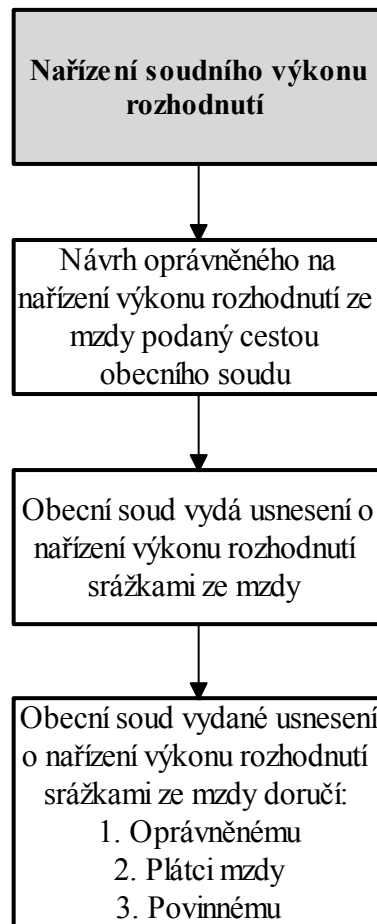 Nařízení soudního výkonu
rozhodnutí
Návrh oprávněného na
nařízení výkonu rozhodnutí ze
mzdy podaný cestou
obecního soudu
Obecní soud vydá usnesení o
nařízení výkonu rozhodnutí
srážkami ze mzdy
Obecní soud vydané usnesení
o nařízení výkonu rozhodnutí
srážkami ze mzdy doručí:
1. Oprávněnému
2. Plátci mzdy
3. Povinnému